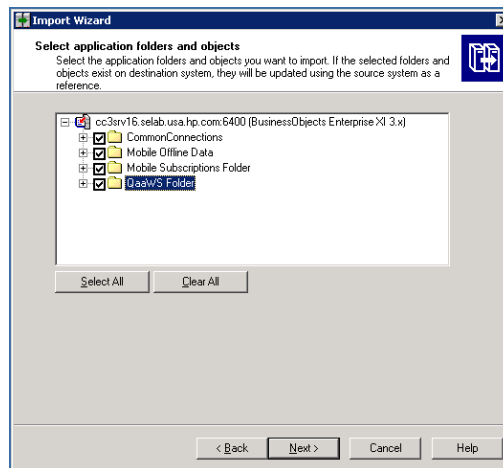 Import Wizard
Select application folders and objects
Select the application folders and objects you want to import. If the selected folders and
objects exist on destination system, they will be updated using the source system as a
reference.
cc3srv16.selab.usa.hp.com:6400 (BusinessObjects Enterprise XI 3.x)
CommonConnections
Mobile Offline Data
Mobile Subscriptions Folder
QaaWS Folder
Select All Clear All
< Back Next > Cancel Help